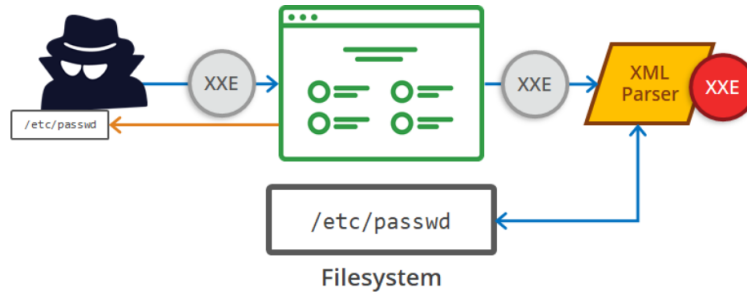 XXE
XXE
XML
Parser
XXE
/etc/passwd
/etc/passwd
Filesystem